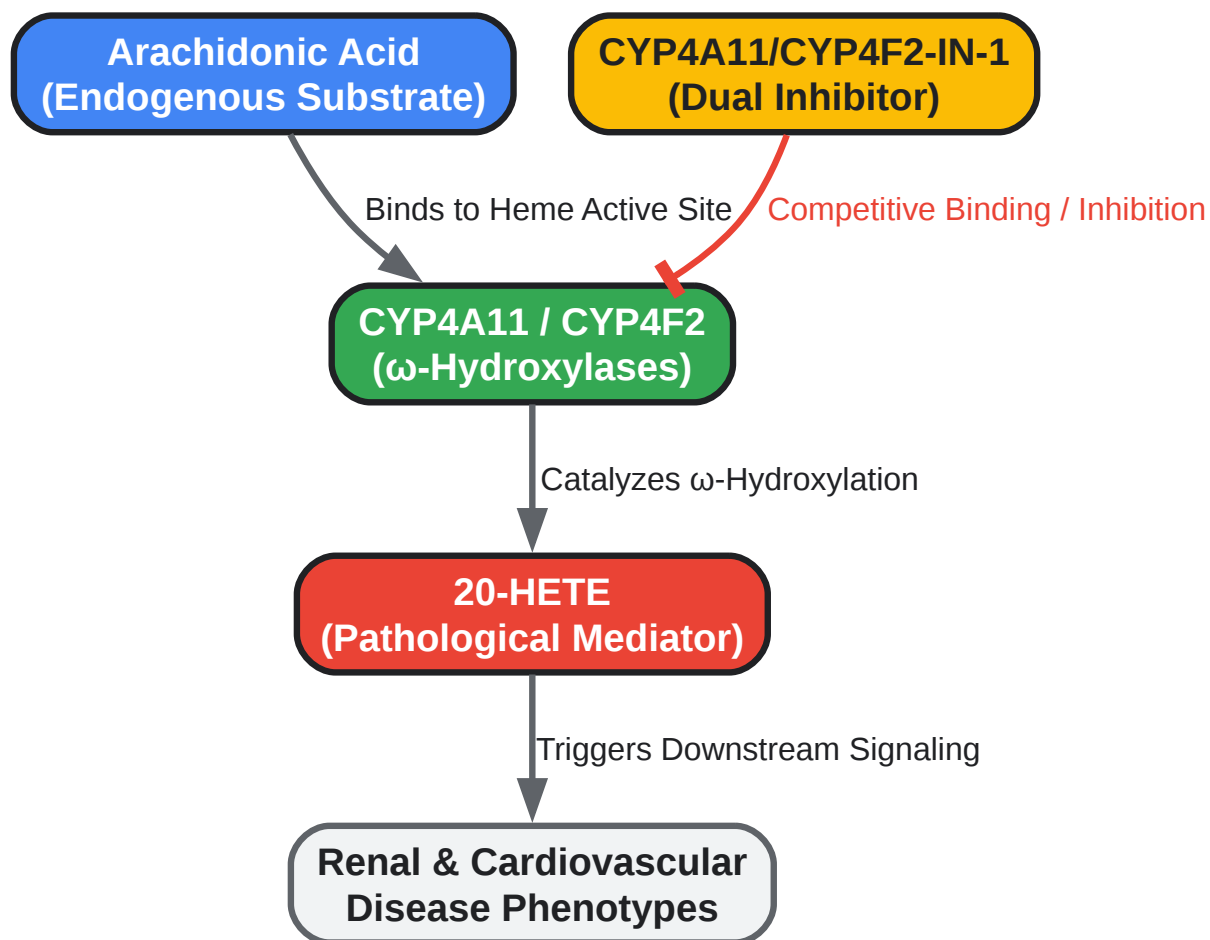 Arachidonic Acid
(Endogenous Substrate)
CYP4A11/CYP4F2-IN-1
(Dual Inhibitor)
Binds to Heme Active Site
Competitive Binding / Inhibition
CYP4A11 / CYP4F2
(ω-Hydroxylases)
Catalyzes ω-Hydroxylation
20-HETE
(Pathological Mediator)
Triggers Downstream Signaling
Renal & Cardiovascular
Disease Phenotypes